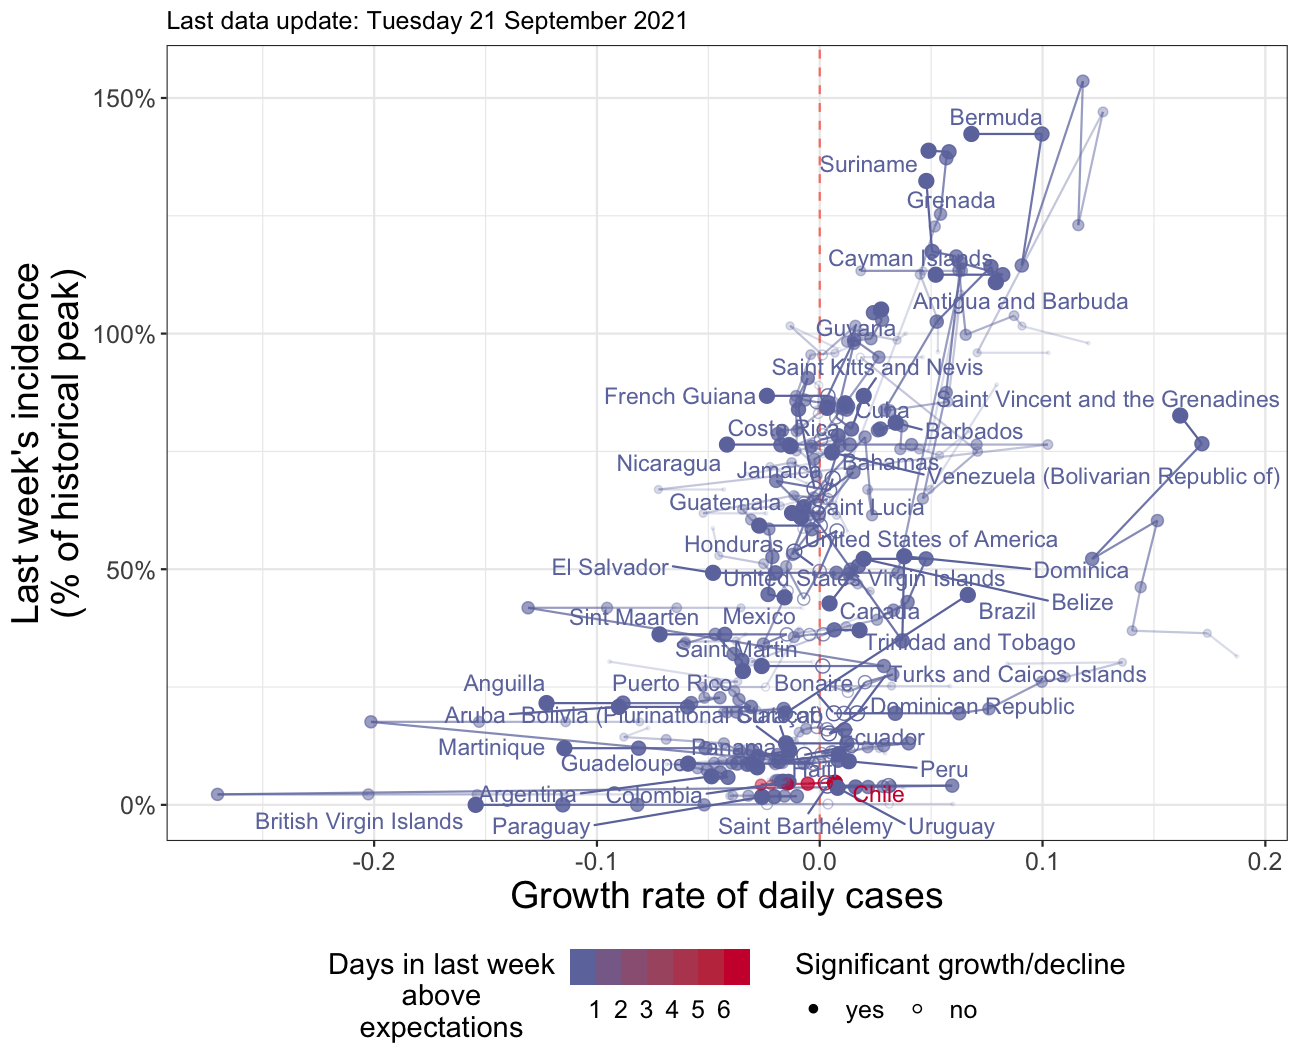 Last data update: Tuesday 21 September 2021
Last week's incidence
(% of historical peak)
150%
100%
50%
0%
Bermuda
Suriname
Grenada
Cayman Islands
Antigua and Barbuda
Guyana
Saint Kitts and Nevis
French Guiana
Saint Vincent and the Grenadines
Cuba
Costa Rica
Barbados
Nicaragua
Jamaica
Bahamas
Venezuela (Bolivarian Republic of)
Guatemala
Saint Lucia
Honduras
United States of America
El Salvador
United States Virgin Islands
Dominica
Belize
Sint Maarten
Mexico
Canada
Brazil
Saint Martin
Trinidad and Tobago
Anguilla
Puerto Rico
Bonaire
Turks and Caicos Islands
Aruba
Bolivia (Plurinational State of)
Curaçao
Dominican Republic
Martinique
Panama
Ecuador
Guadeloupe
Haiti
Peru
Argentina
Colombia
Chile
British Virgin Islands
Paraguay
Saint Barthélemy
Uruguay
-0.2
-0.1
0.0
0.1
0.2
Growth rate of daily cases
Days in last week
above
expectations
1 2 3 4 5 6
Significant growth/decline
yes
no